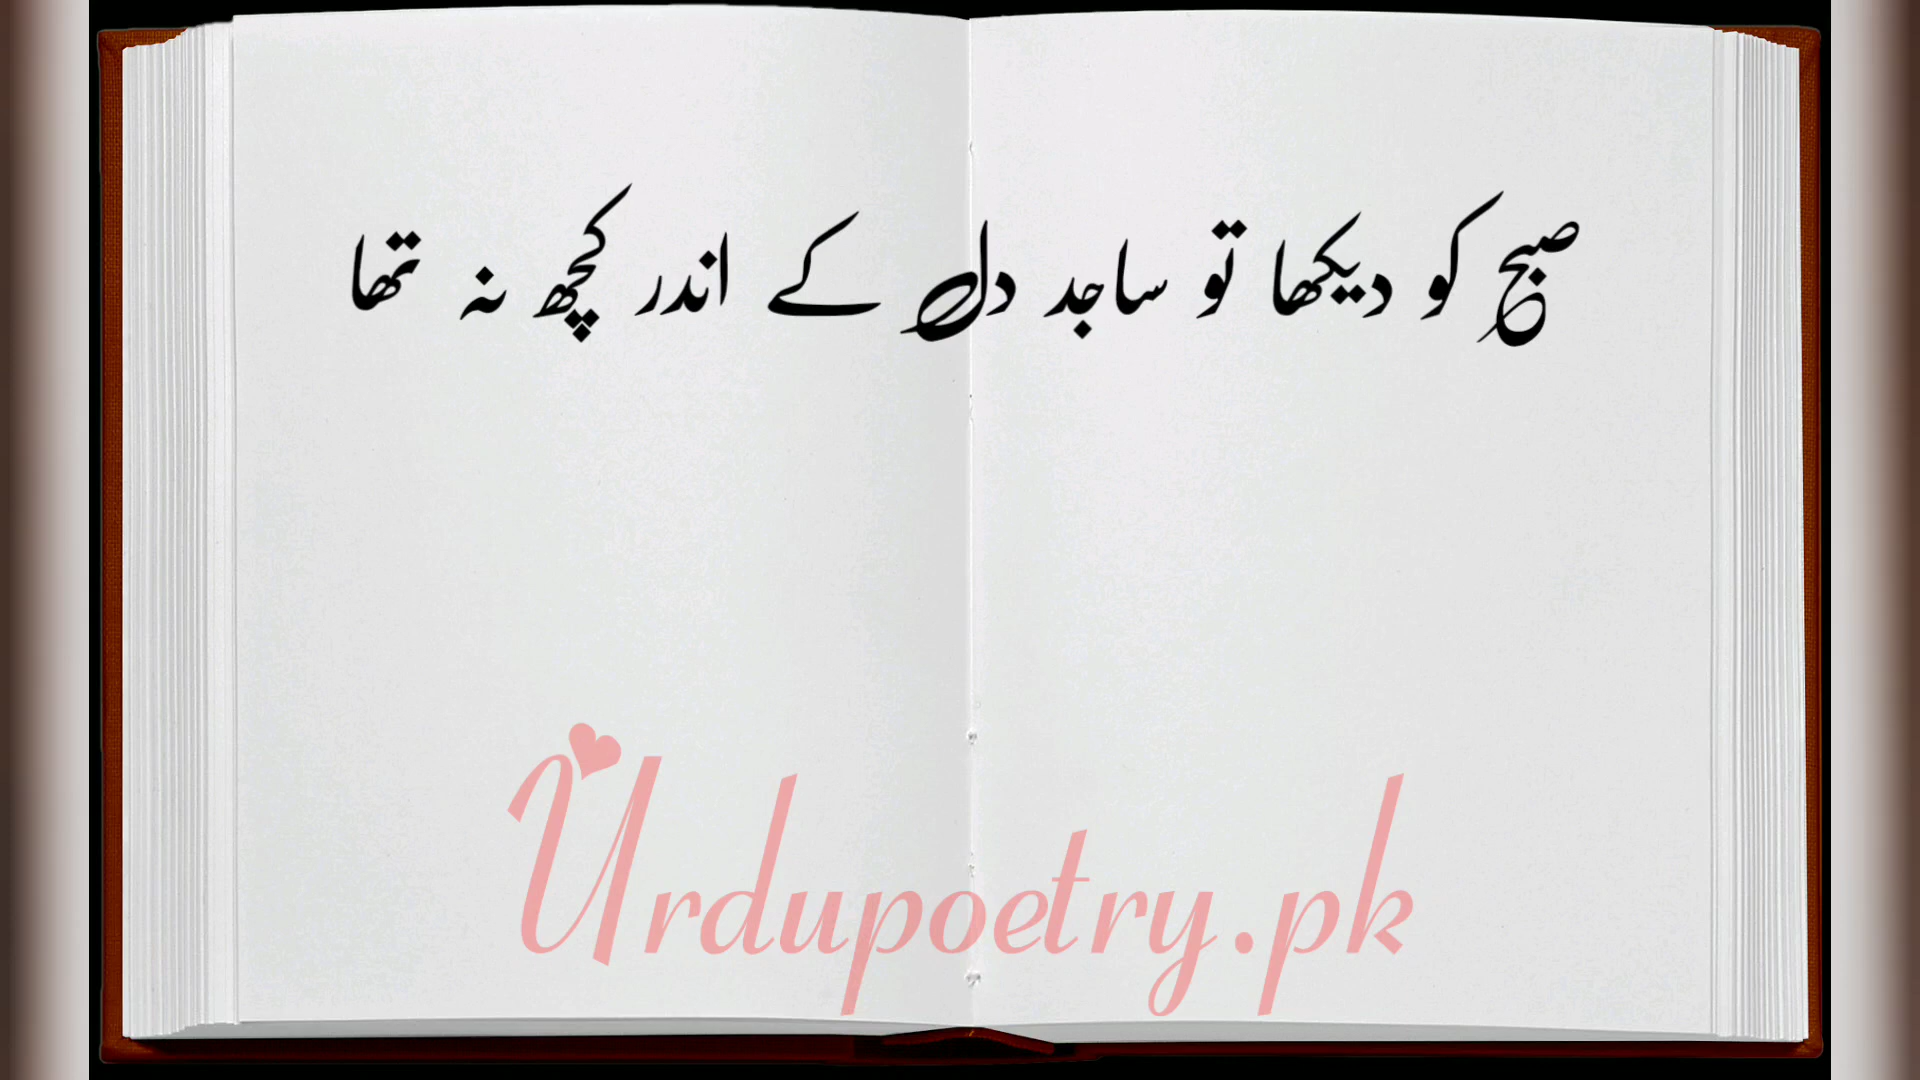 صبح کو دیکھا تو ساجد دل کے اندر کچھ نہ تھا
Urdupoetry.pk